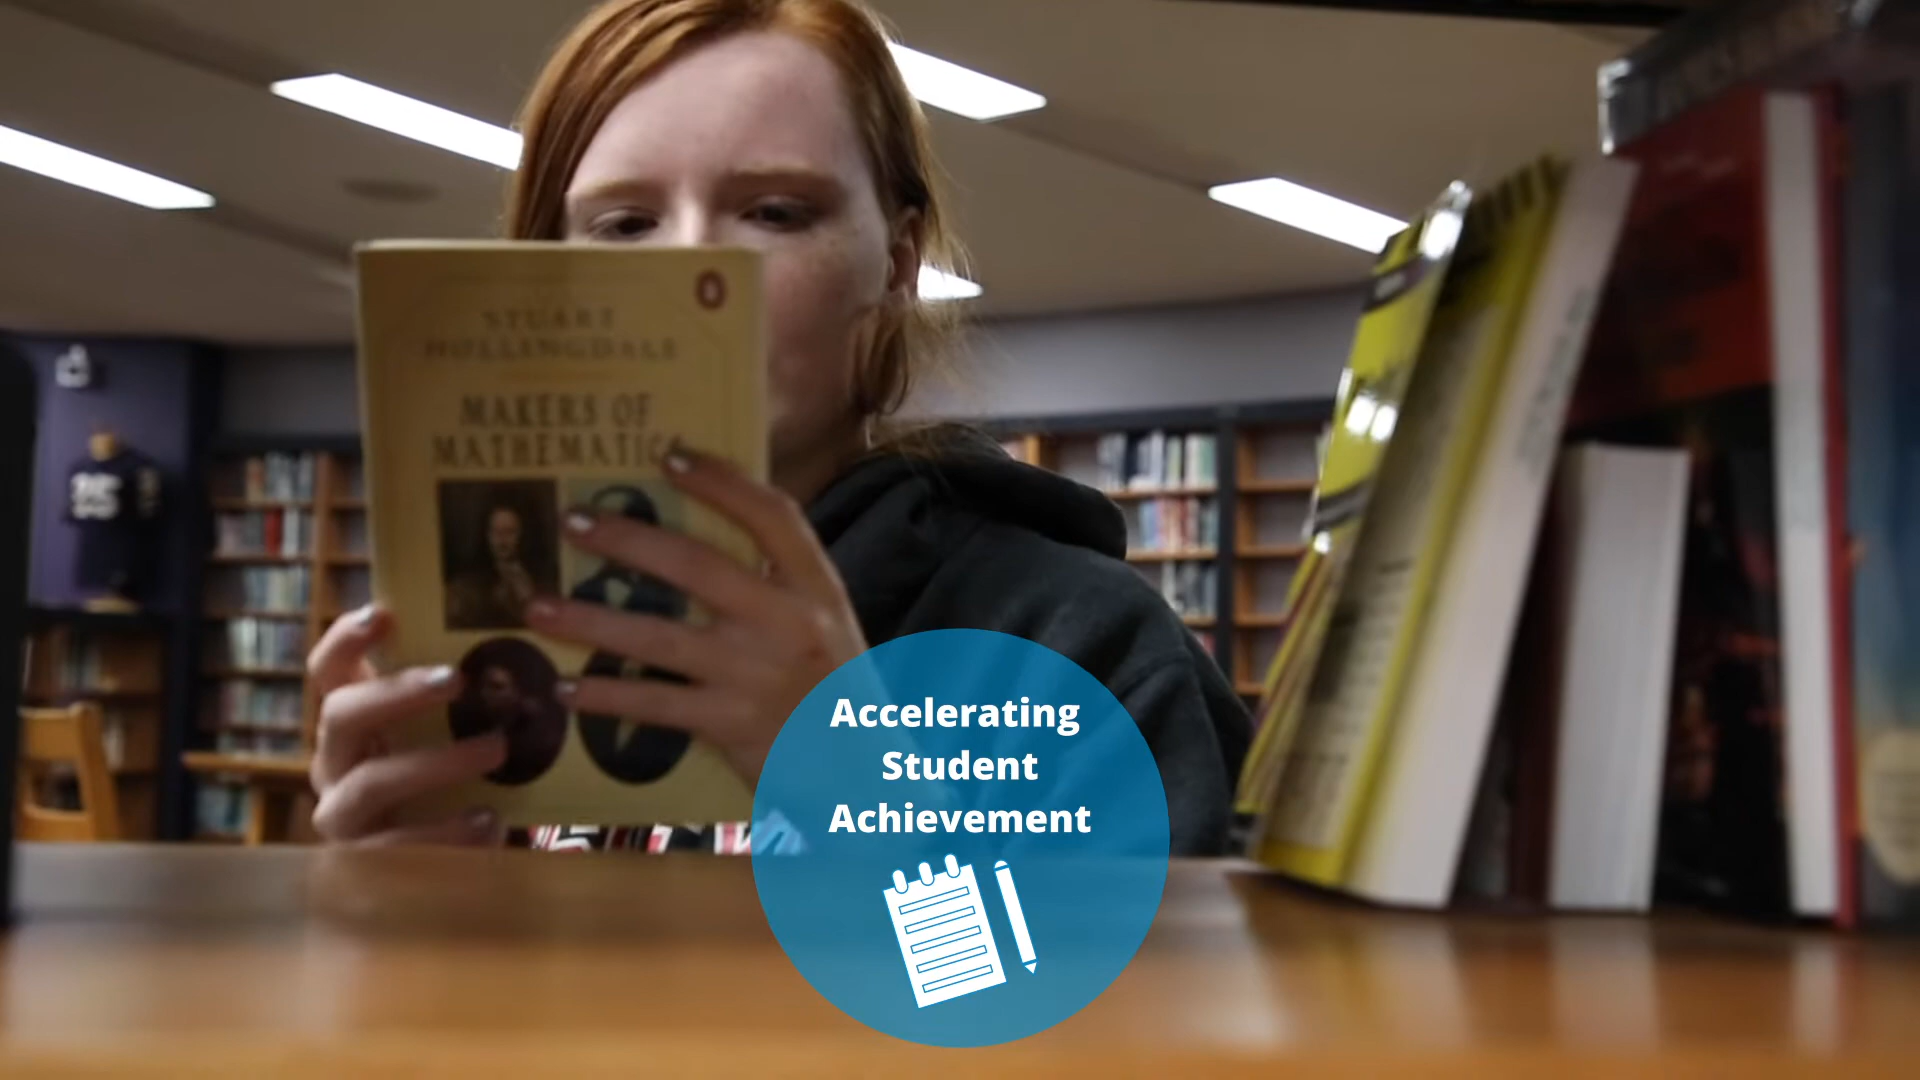 STUART
HOLLINGDALE
MAKERS OF
MATHEMATICS
Accelerating
Student
Achievement